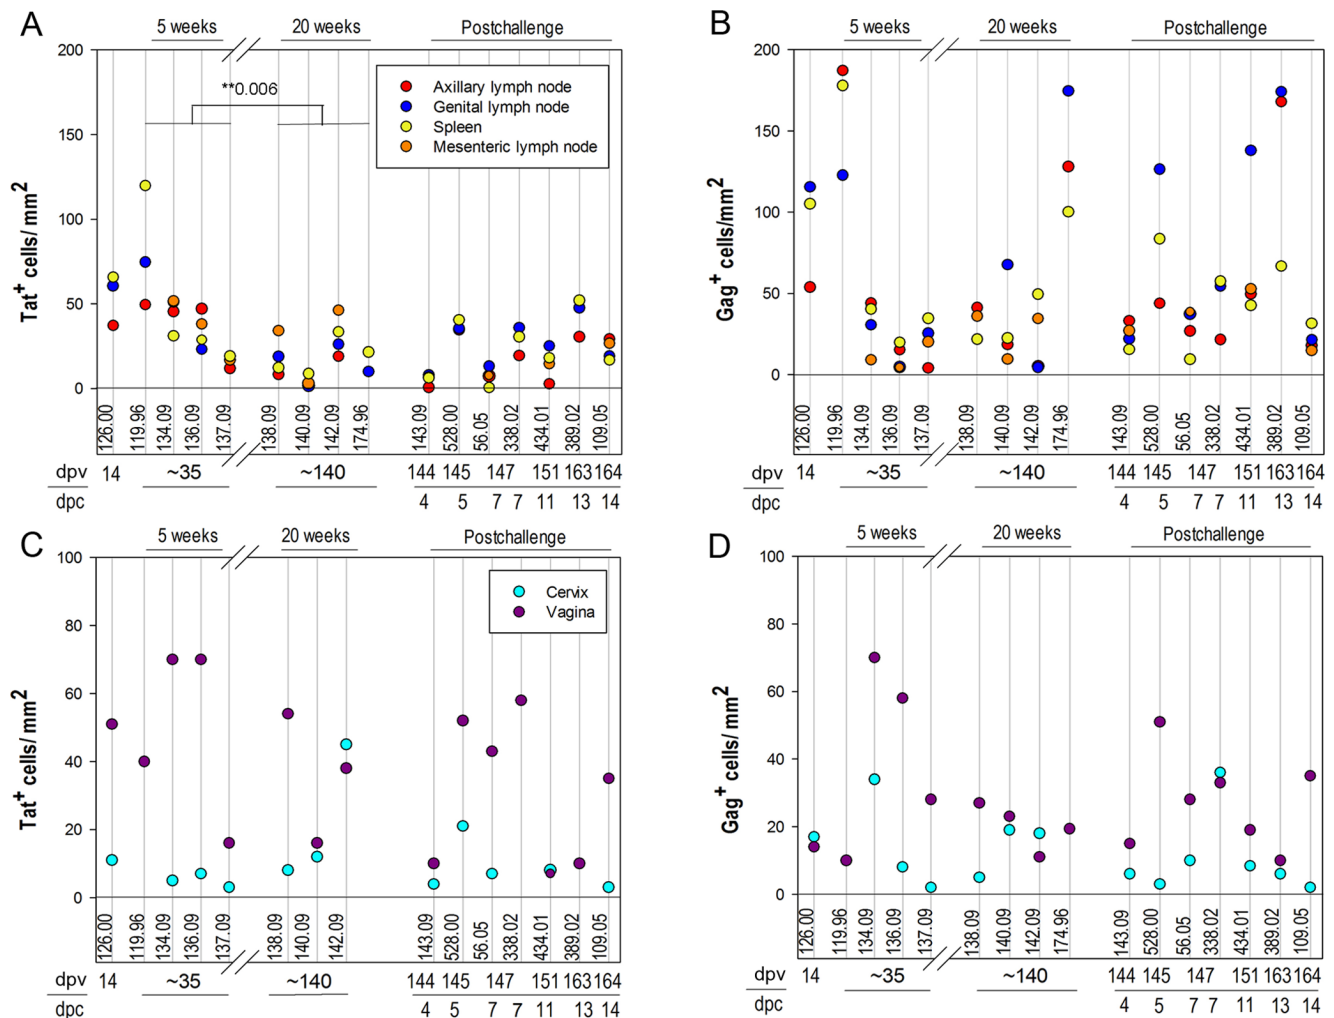 A
5 weeks
20 weeks
Postchallenge
200
150
100
50
0
Tat+ cells/ mm2
**0.006
Axillary lymph node
Genital lymph node
Spleen
Mesenteric lymph node
126.00
119.96
134.09
136.09
137.09
138.09
140.09
142.09
174.96
143.09
528.00
56.05
338.02
434.01
389.02
109.05
dpv 14 ~35 ~140 144 145 147 151 163 164
dpc 4 5 7 7 11 13 14
B
5 weeks
20 weeks
Postchallenge
200
150
100
50
0
Gag+ cells/mm2
126.00
119.96
134.09
136.09
137.09
138.09
140.09
142.09
174.96
143.09
528.00
56.05
338.02
434.01
389.02
109.05
dpv 14 ~35 ~140 144 145 147 151 163 164
dpc 4 5 7 7 11 13 14
C
5 weeks
20 weeks
Postchallenge
100
80
60
40
20
0
Tat+ cells/ mm2
Cervix
Vagina
126.00
119.96
134.09
136.09
137.09
138.09
140.09
142.09
143.09
528.00
56.05
338.02
434.01
389.02
109.05
dpv 14 ~35 ~140 144 145 147 151 163 164
dpc 4 5 7 7 11 13 14
D
5 weeks
20 weeks
Postchallenge
100
80
60
40
20
0
Gag+ cells/ mm2
126.00
119.96
134.09
136.09
137.09
138.09
140.09
142.09
174.96
143.09
528.00
56.05
338.02
434.01
389.02
109.05
dpv 14 ~35 ~140 144 145 147 151 163 164
dpc 4 5 7 7 11 13 14